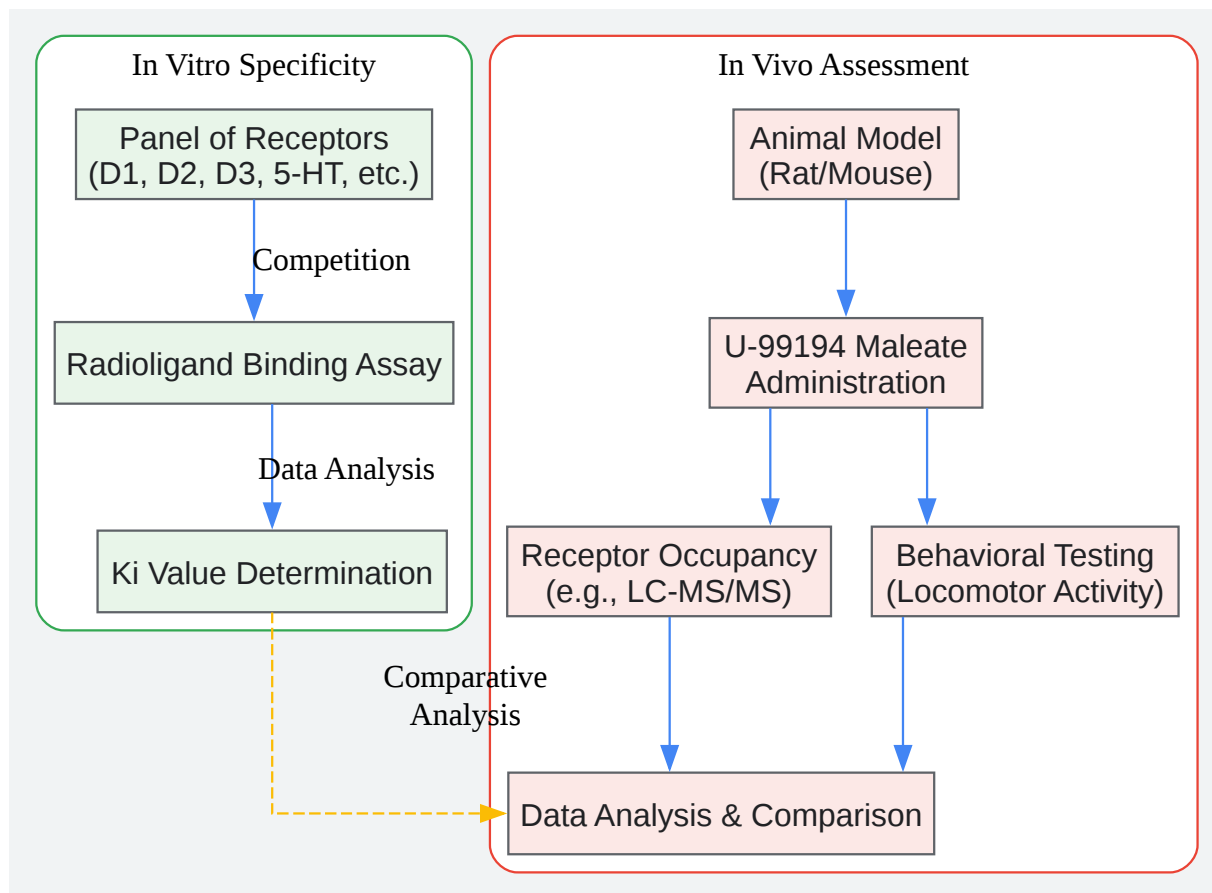 In Vitro Specificity
Panel of Receptors
(D1, D2, D3, 5-HT, etc.)
Competition
Radioligand Binding Assay
Data Analysis
Ki Value Determination
Comparative
Analysis
In Vivo Assessment
Animal Model
(Rat/Mouse)
U-99194 Maleate
Administration
Receptor Occupancy
(e.g., LC-MS/MS)
Behavioral Testing
(Locomotor Activity)
Data Analysis & Comparison